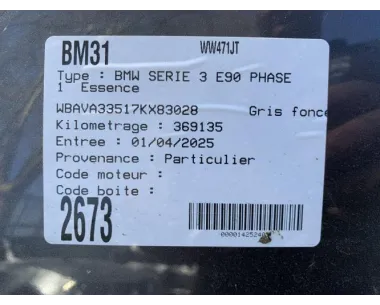 BM31 WW471JT
Type : BMW SERIE 3 E90 PHASE
1 Essence
WBAVA33517KX83028 Gris fonce
Kilometrage : 369135
Entree : 01/04/2025
Provenance : Particulier
Code moteur :
Code boite :
2673